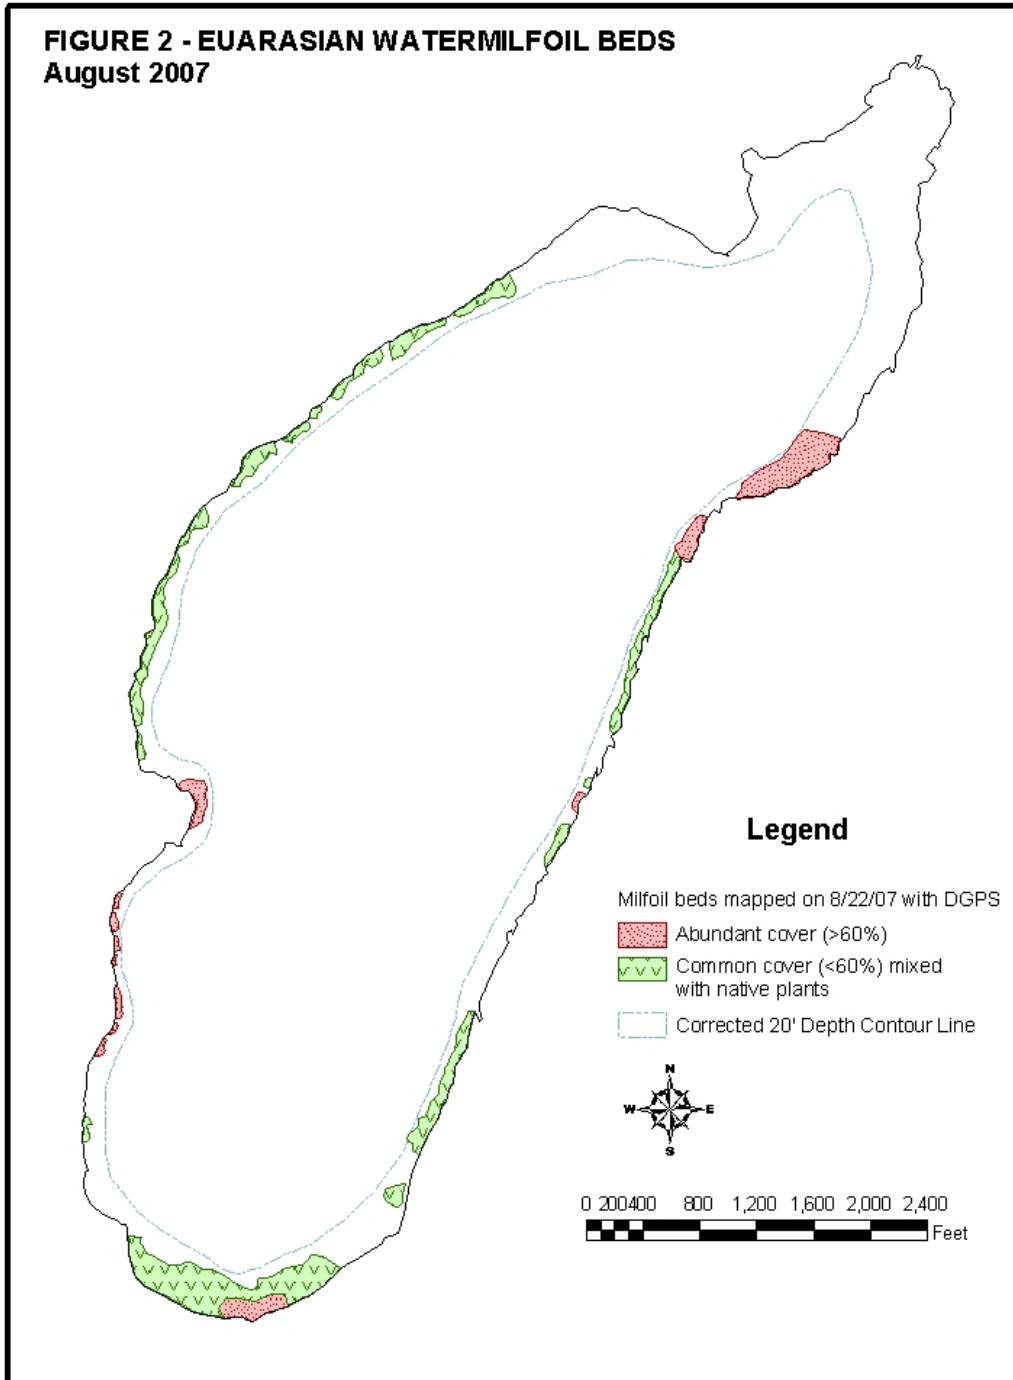 FIGURE 2 - EUARASIAN WATERMILFOIL BEDS
August 2007
Legend
Milfoil beds mapped on 8/22/07 with DGPS
Abundant cover (>60%)
Common cover (<60%) mixed
with native plants
Corrected 20' Depth Contour Line
N
W E
S
0 200400 800 1,200 1,600 2,000 2,400
Feet